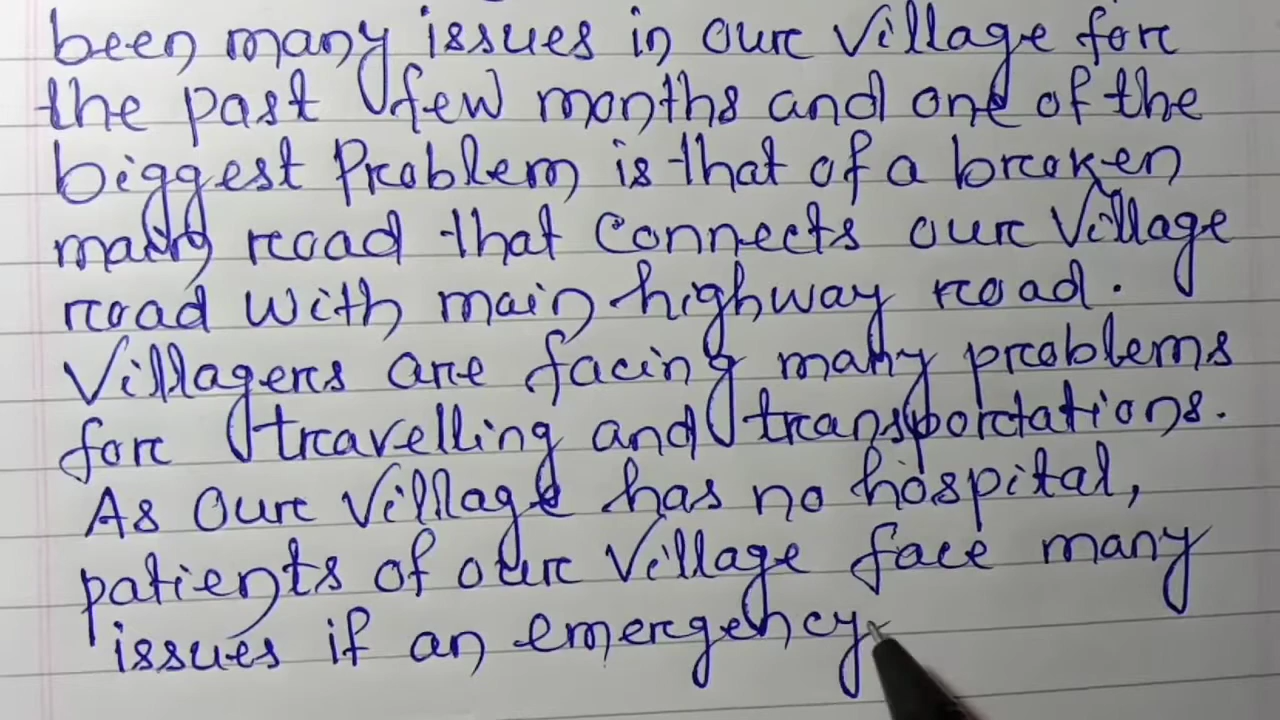 been many issues in our village for
the past few months and one of the
biggest problem is that of a broken
main road that connects our village
road with main highway road.
Villagers are facing many problems
for travelling and transportations.
As our village has no hospital,
patients of our village face many
issues if an emergency